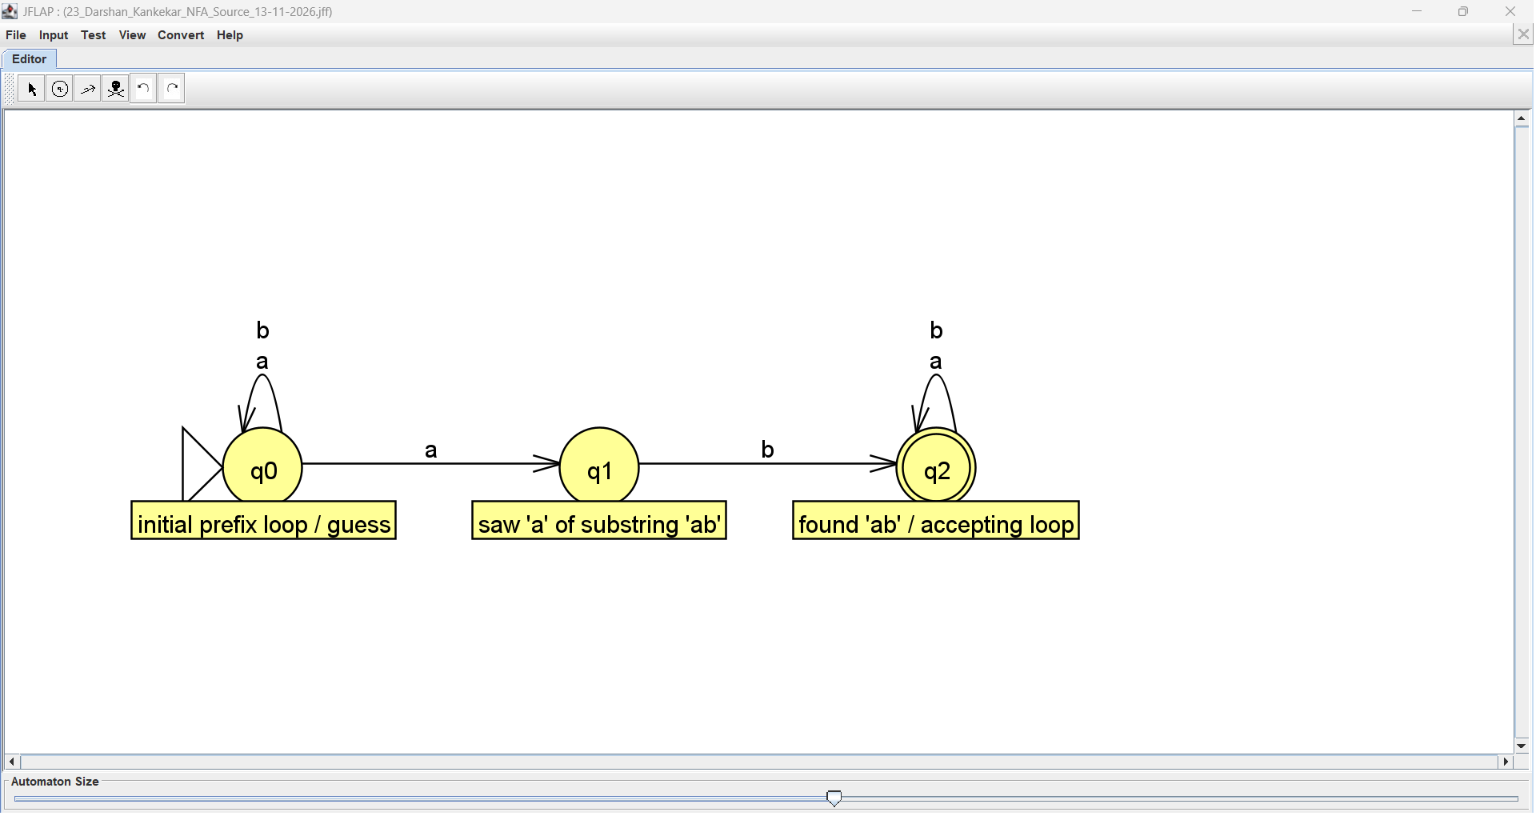 JFLAP : (23_Darshan_Kankekar_NFA_Source_13-11-2026.jff)
File Input Test View Convert Help
Editor
b
a
b
a
a
b
q0
q1
q2
initial prefix loop / guess
saw 'a' of substring 'ab'
found 'ab' / accepting loop
Automaton Size